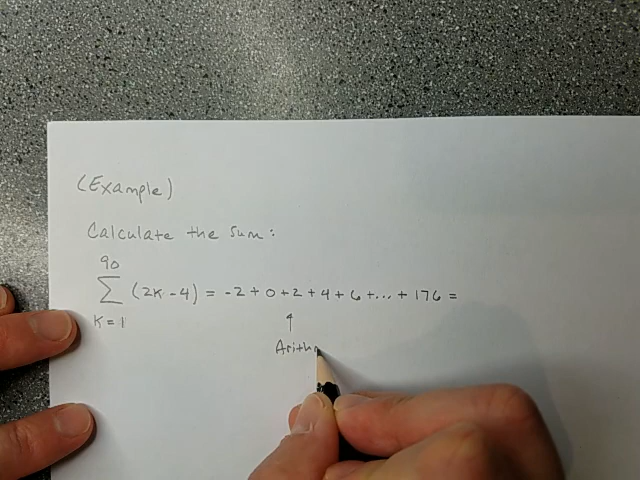 (Example)
Calculate the sum:
90
∑ (2k-4) = -2+0+2+4+6+...+176=
k=1
↑
Arith